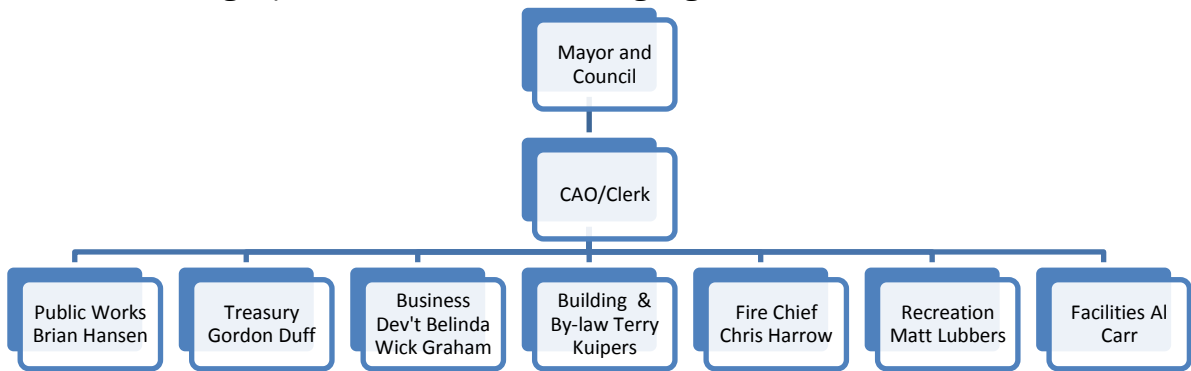 Mayor and
Council
CAO/Clerk
Public Works
Brian Hansen
Treasury
Gordon Duff
Business
Dev't Belinda
Wick Graham
Building &
By-law Terry
Kuipers
Fire Chief
Chris Harrow
Recreation
Matt Lubbers
Facilities Al
Carr